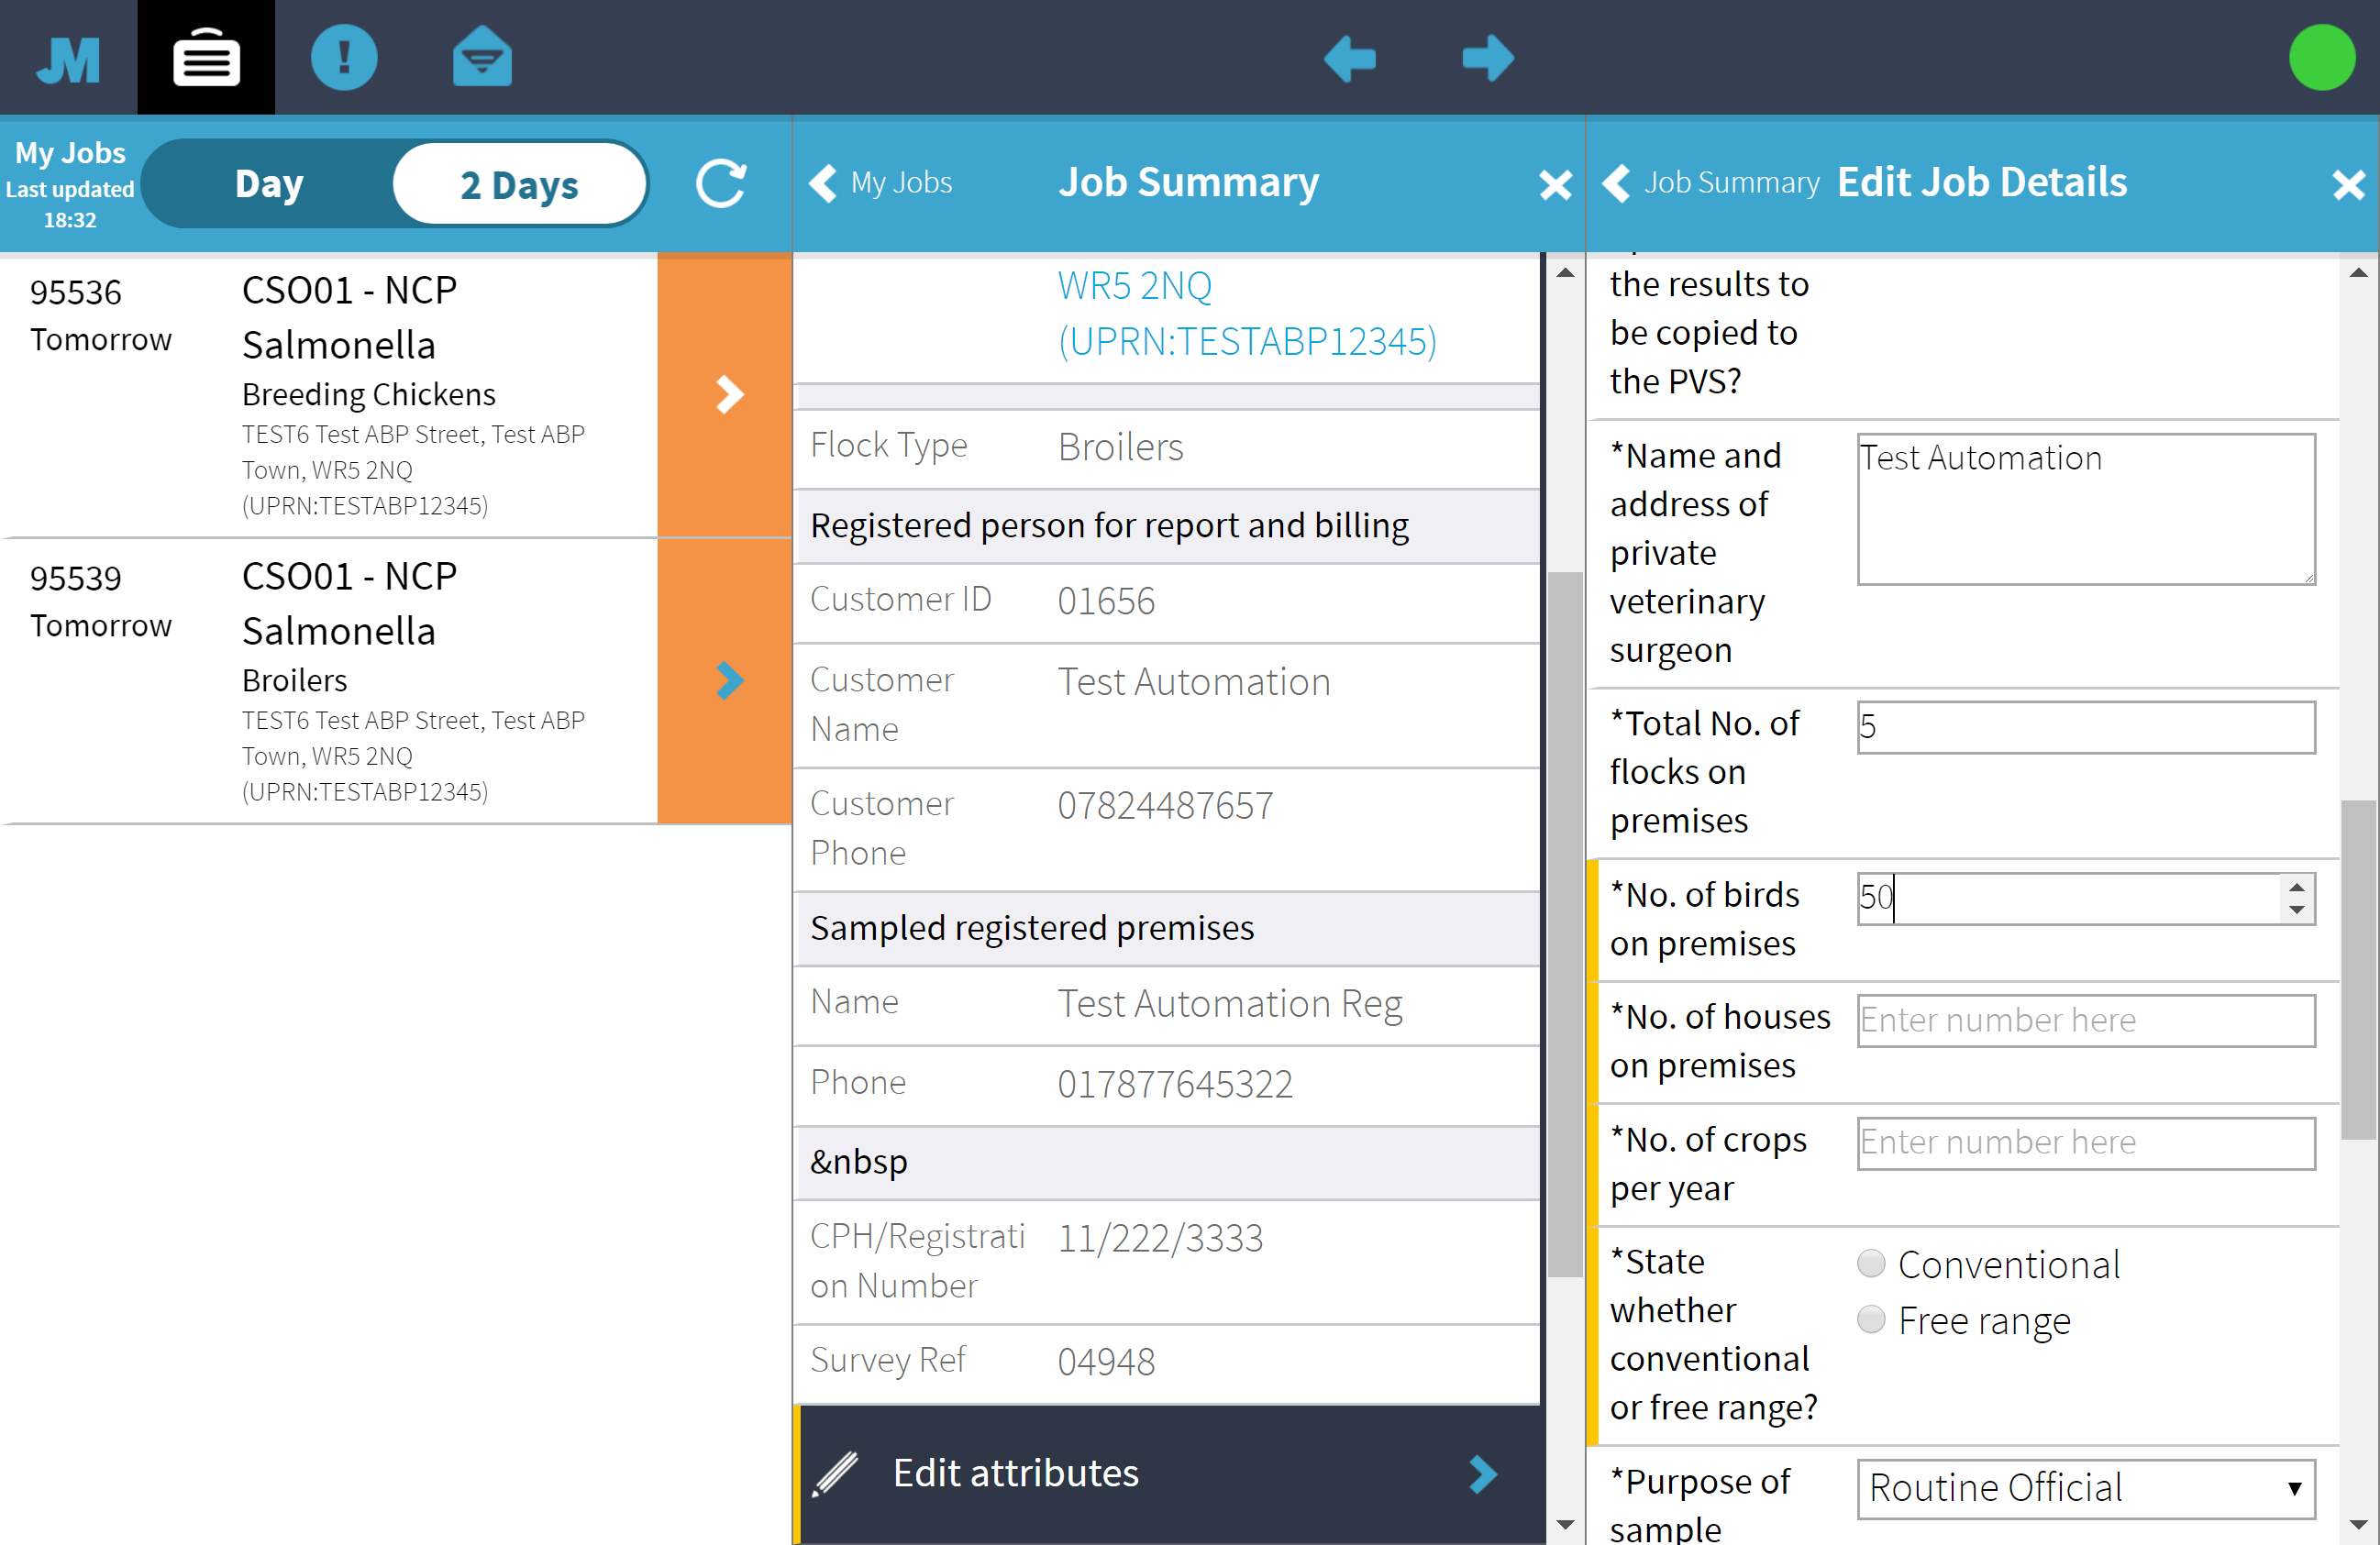 JM
My Jobs
Last updated
18:32
Day
2 Days
My Jobs
Job Summary
Job Summary
Edit Job Details
95536
Tomorrow
CSO01 - NCP
Salmonella
Breeding Chickens
TEST6 Test ABP Street, Test ABP
Town, WR5 2NQ
(UPRN:TESTABP12345)
95539
Tomorrow
CSO01 - NCP
Salmonella
Broilers
TEST6 Test ABP Street, Test ABP
Town, WR5 2NQ
(UPRN:TESTABP12345)
WR5 2NQ
(UPRN:TESTABP12345)
Flock Type
Broilers
Registered person for report and billing
Customer ID
01656
Customer
Name
Test Automation
Customer
Phone
07824487657
Sampled registered premises
Name
Test Automation Reg
Phone
017877645322
&nbsp
CPH/Registrati
on Number
11/222/3333
Survey Ref
04948
Edit attributes
the results to
be copied to
the PVS?
*Name and
address of
private
veterinary
surgeon
Test Automation
*Total No. of
flocks on
premises
5
*No. of birds
on premises
50
*No. of houses
on premises
Enter number here
*No. of crops
per year
Enter number here
*State
whether
conventional
or free range?
Conventional
Free range
*Purpose of
sample
Routine Official